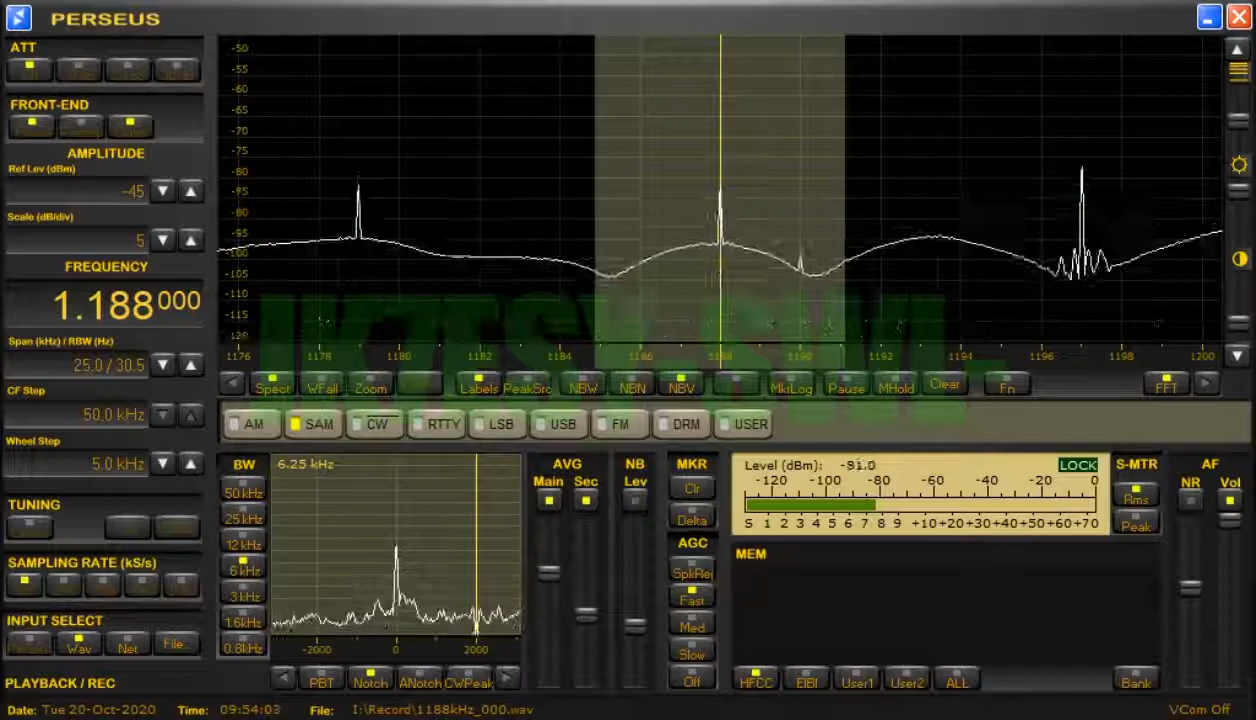 PERSEUS
ATT
FRONT-END
AMPLITUDE
Ref Lev (dBm)
-45
Scale (dB/div)
5
FREQUENCY
1.188000
Span (kHz) / RBW (Hz)
25.0 / 30.5
CF Step
50.0 kHz
Wheel Step
5.0 kHz
TUNING
SAMPLING RATE (kS/s)
INPUT SELECT
Wav Net File..
PLAYBACK / REC
-50
-55
-60
-65
-70
-75
-80
-85
-90
-95
-100
-105
-110
-115
-120
1176 1178 1180 1182 1184 1186 1188 1190 1192 1194 1196 1198 1200
Spect WFall Zoom Labels PeakSrc NBW NBN NBV MkrLog Pause MHold Clear Fn FFT
AM SAM CW RTTY LSB USB FM DRM USER
BW
50 kHz
25 kHz
12 kHz
6 kHz
3 kHz
1.6kHz
0.8kHz
6.25 kHz
-2000 0 2000
PBT Notch ANotch CWPeak
AVG
Main Sec
NB
Lev
MKR
Clr
Delta
AGC
SpkRej
Fast
Med
Slow
Off
Level (dBm): -91.0 LOCK
-120 -100 -80 -60 -40 -20 0
S 1 2 3 4 5 6 7 8 9 +10 +20 +30 +40 +50 +60 +70
S-MTR
Rms
Peak
AF
NR Vol
MEM
HFCC EIBI User1 User2 ALL Bank
Date: Tue 20-Oct-2020 Time: 09:54:03 File: I:\Record\1188kHz_000.wav VCom Off